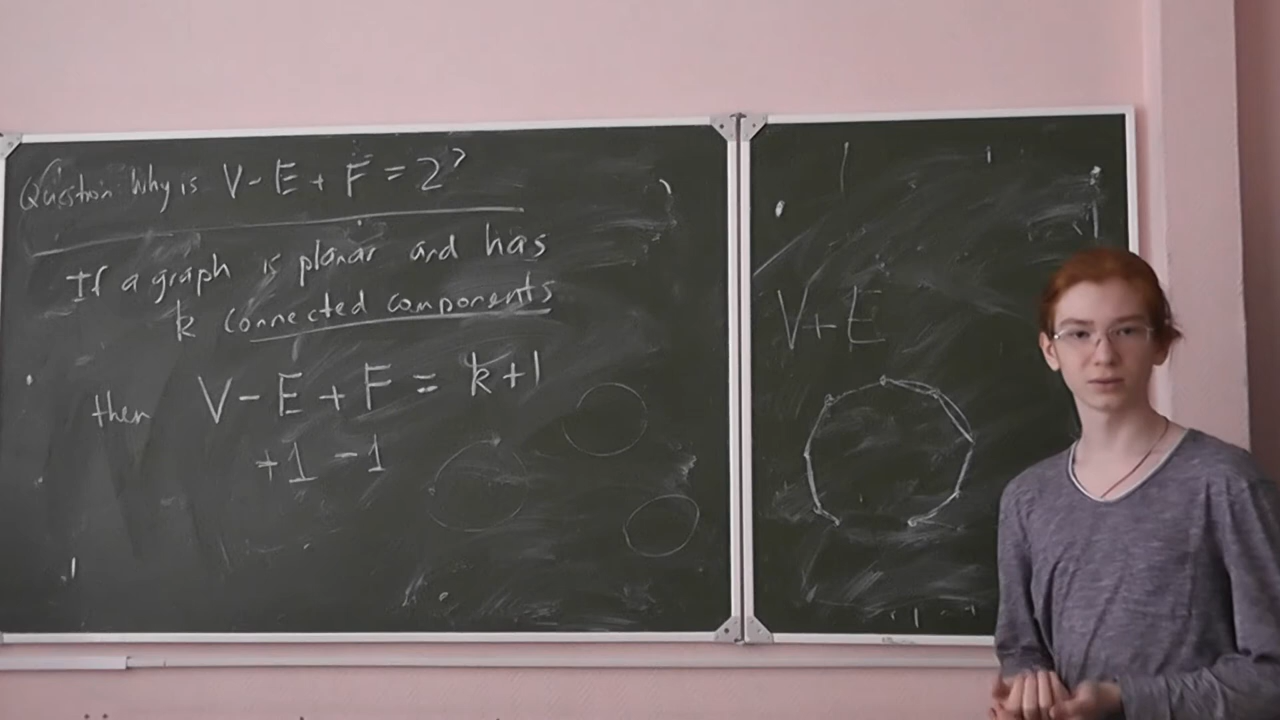 Question Why is V - E + F = 2?
If a graph is planar and has
k connected components
then V - E + F = k+1
+1 -1
V+E